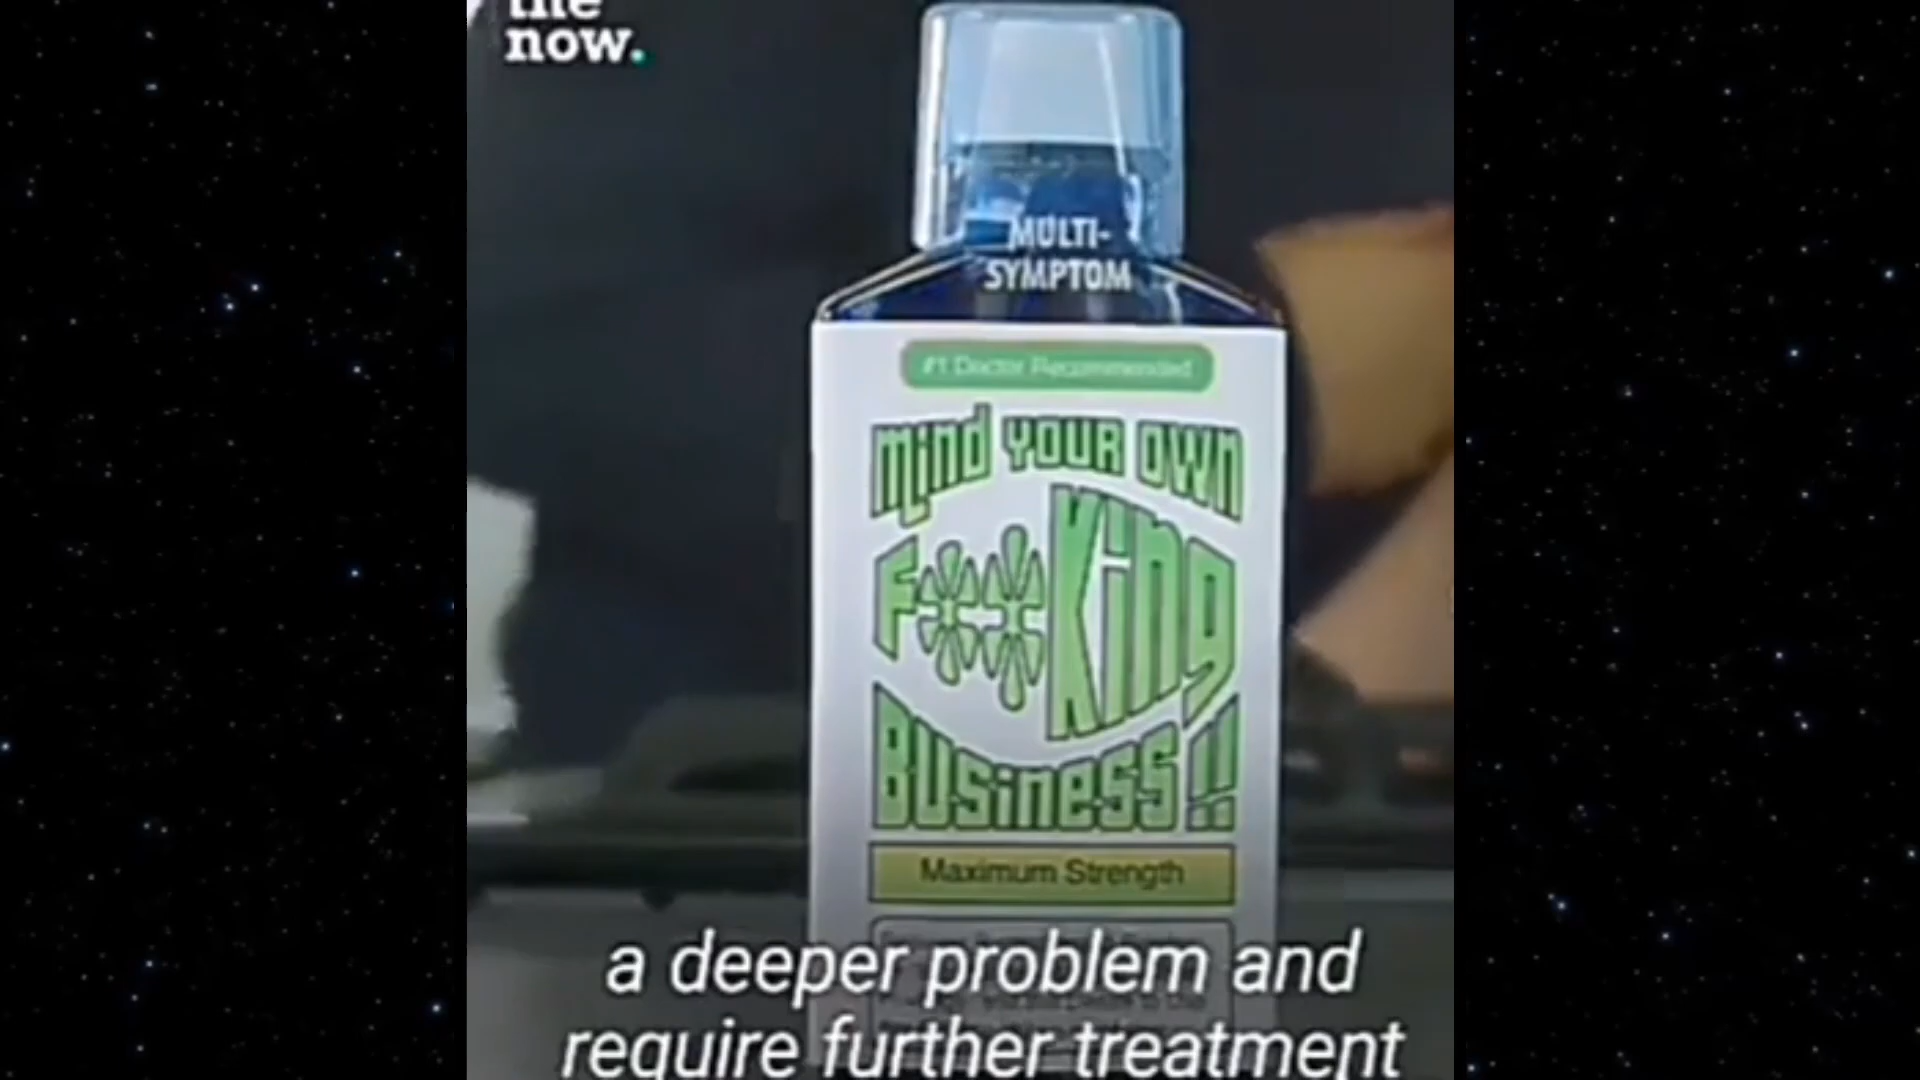 the
now.
MULTI-
SYMPTOM
#1 Doctor Recommended
mind YOUR OWN
F**King
BUSiness!!
Maximum Strength
a deeper problem and
require further treatment